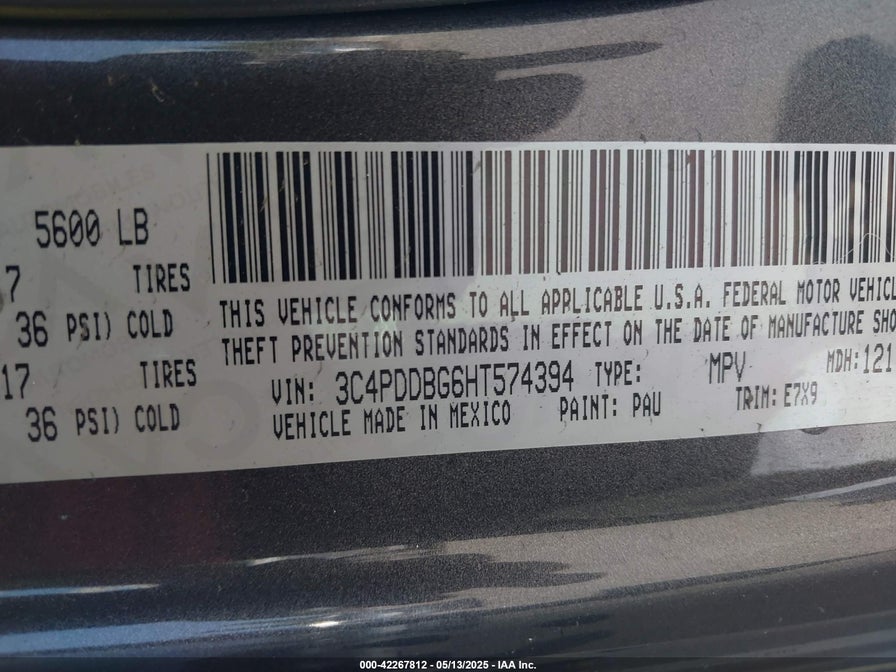 5600 LB
7 TIRES
36 PSI) COLD
17 TIRES
36 PSI) COLD
THIS VEHICLE CONFORMS TO ALL APPLICABLE U.S.A. FEDERAL MOTOR VEHICL
THEFT PREVENTION STANDARDS IN EFFECT ON THE DATE OF MANUFACTURE SHO
VIN: 3C4PDDBG6HT574394 TYPE: MPV MDH:121
VEHICLE MADE IN MEXICO PAINT: PAU TRIM: E7X9
000-42267812 - 05/13/2025 - IAA Inc.